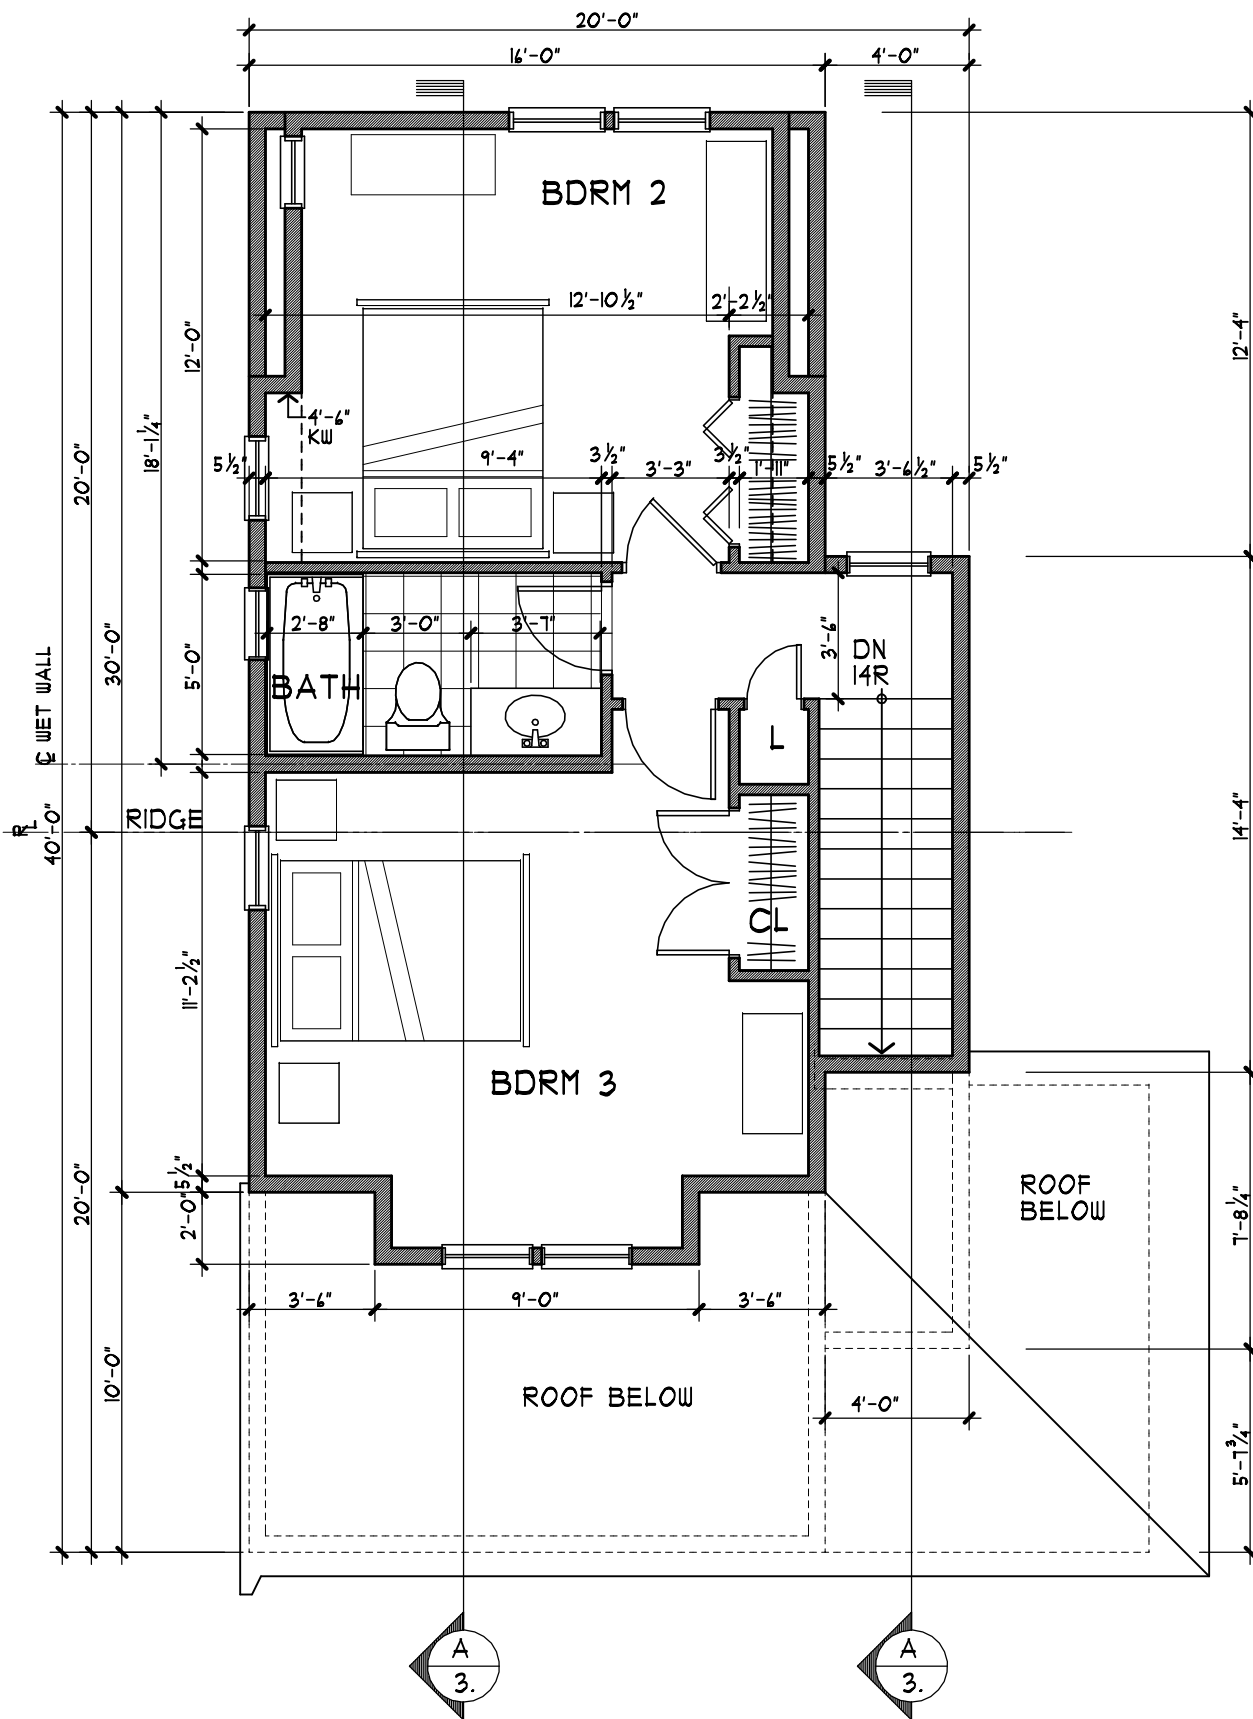 20'-0"
16'-0"
4'-0"
BDRM 2
12'-10 ½"
2'-2½"
12'-0"
12'-4"
4'-6"
KW
18'-1¼"
20'-0"
5½"
9'-4"
3½"
3'-3"
3½"
1'-11"
5½"
3'-6½"
5½"
2'-8"
3'-0"
3'-7"
3'-6"
DN
14R
BATH
5'-0"
30'-0"
℄ WET WALL
L
RIDGE
40'-0"
14'-4"
CL
11'-2½"
BDRM 3
5½"
2'-0"
20'-0"
ROOF
BELOW
7'-8¼"
3'-6"
9'-0"
3'-6"
10'-0"
ROOF BELOW
4'-0"
5'-7¾"
A
3.
A
3.